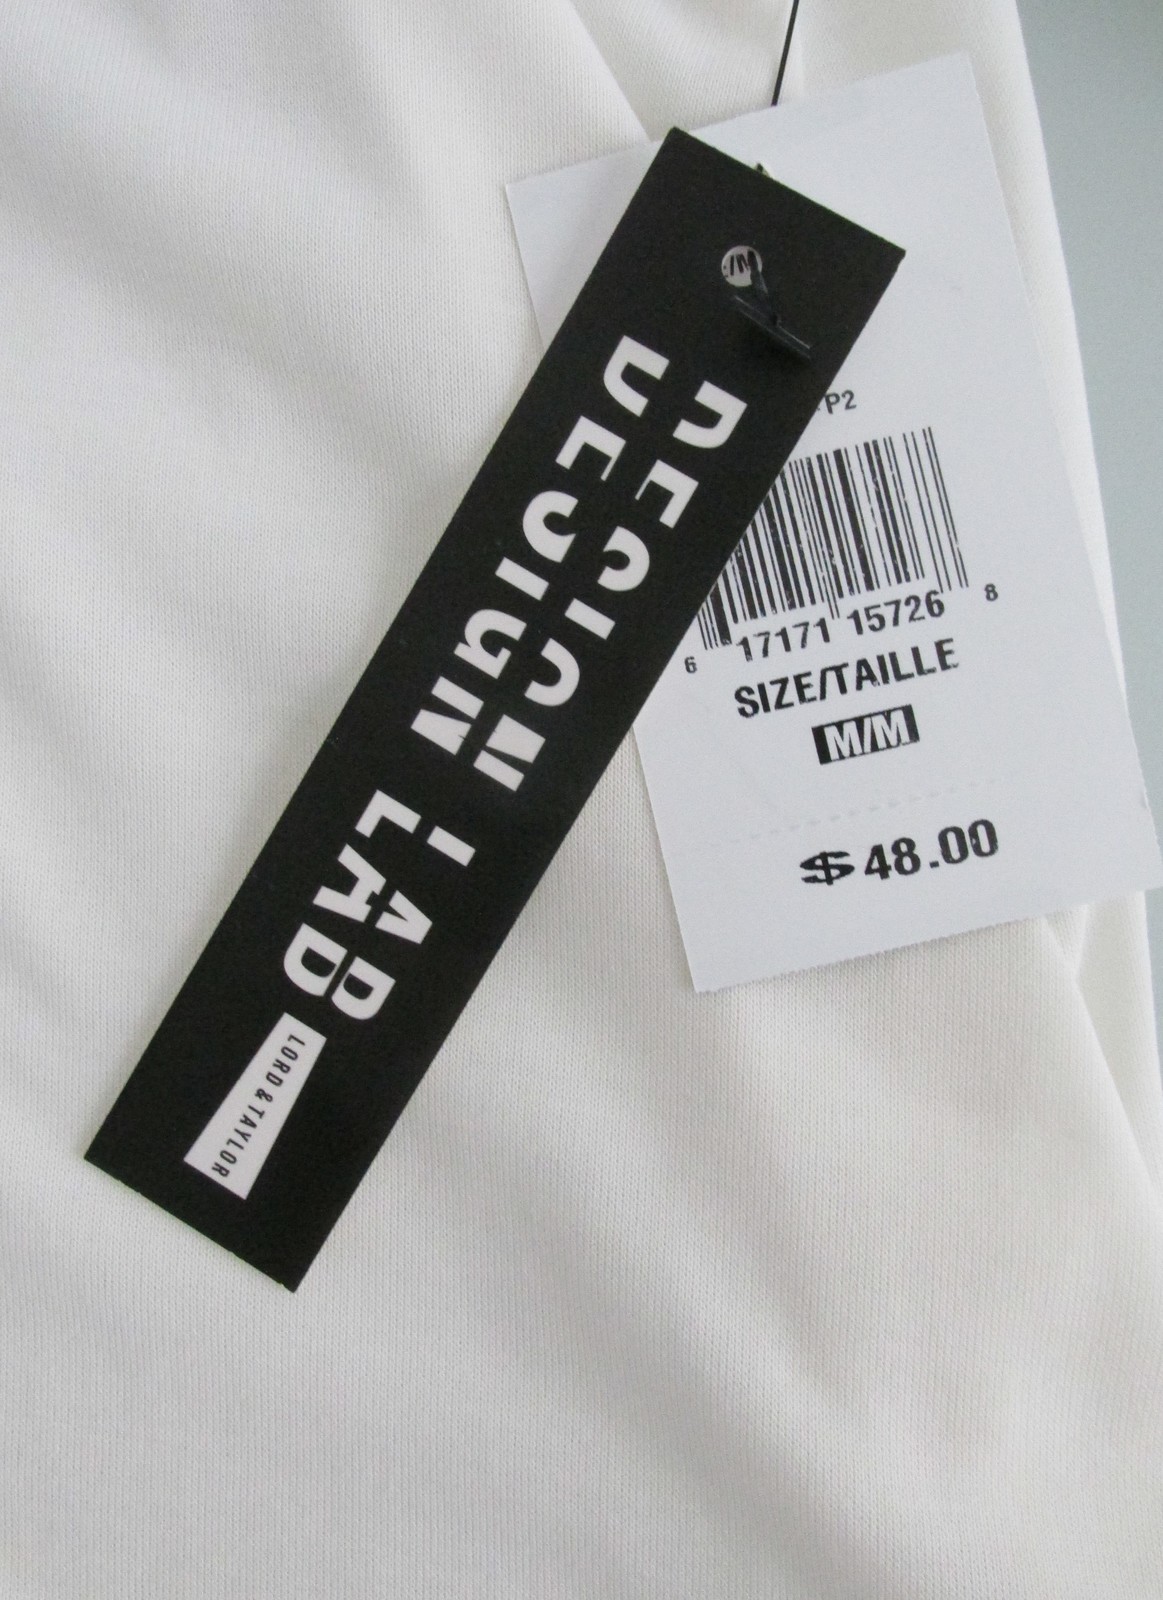 DESIGN LAB
LORD & TAYLOR
/M
P2
6 17171 15726 8
SIZE/TAILLE
M/M
$48.00